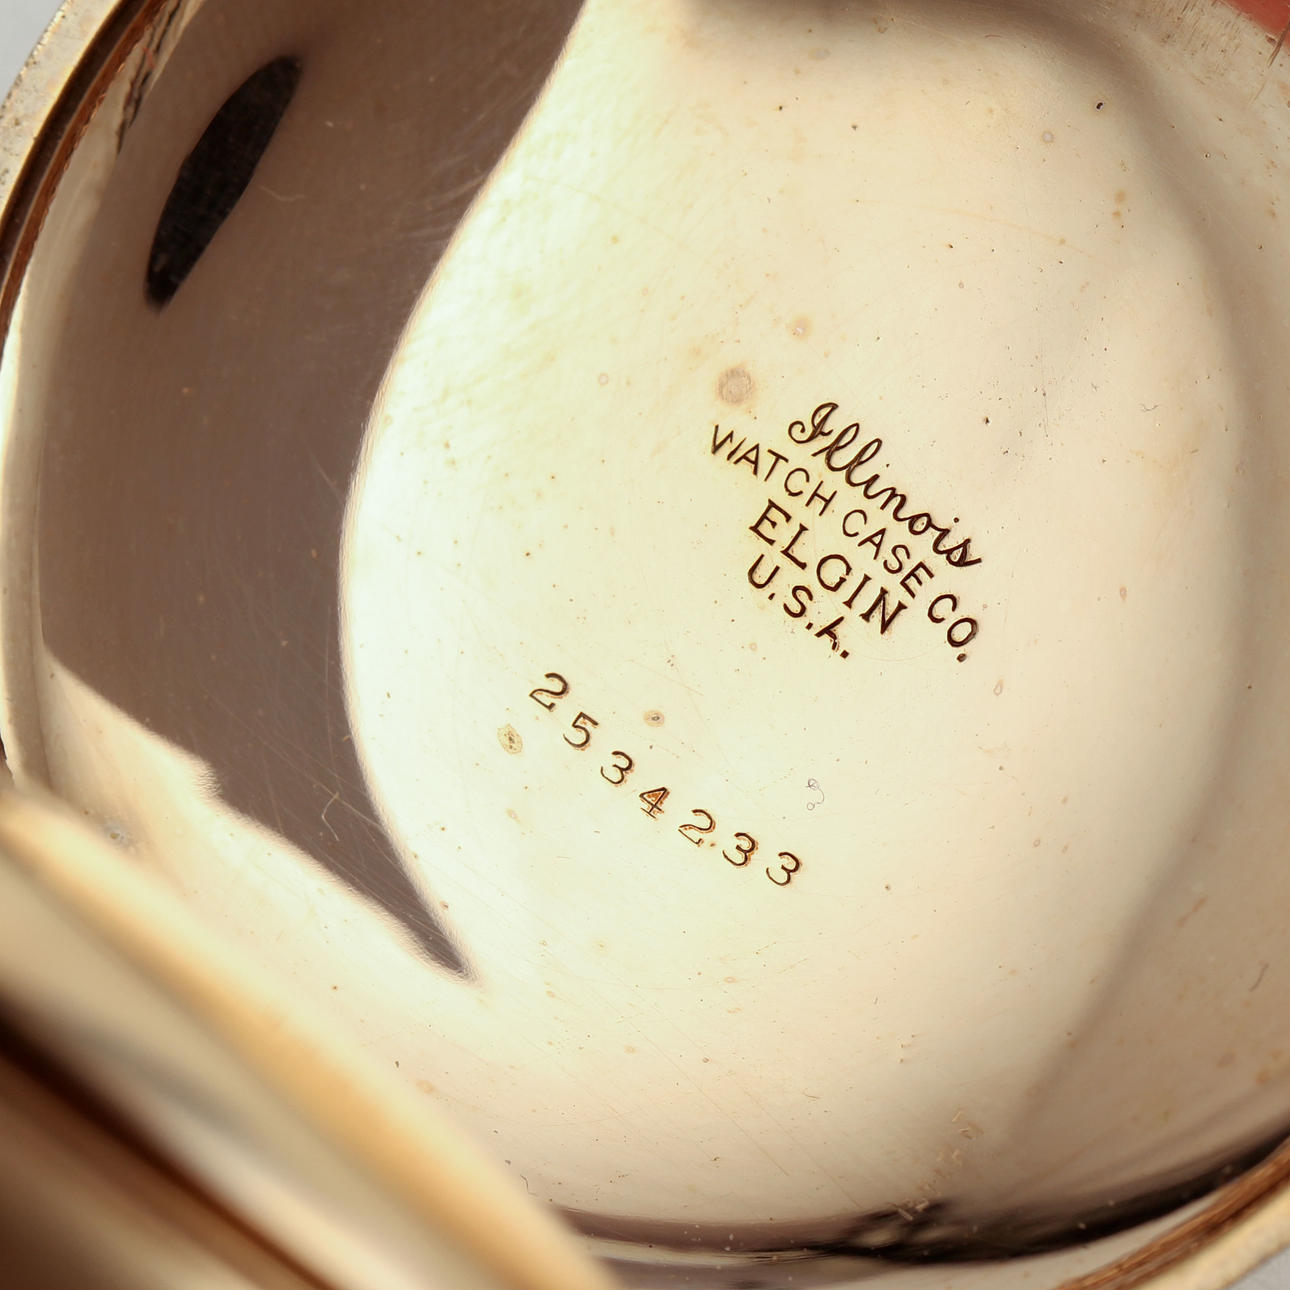 Illinois
WATCH CASE CO.
ELGIN
U.S.A.
2534233